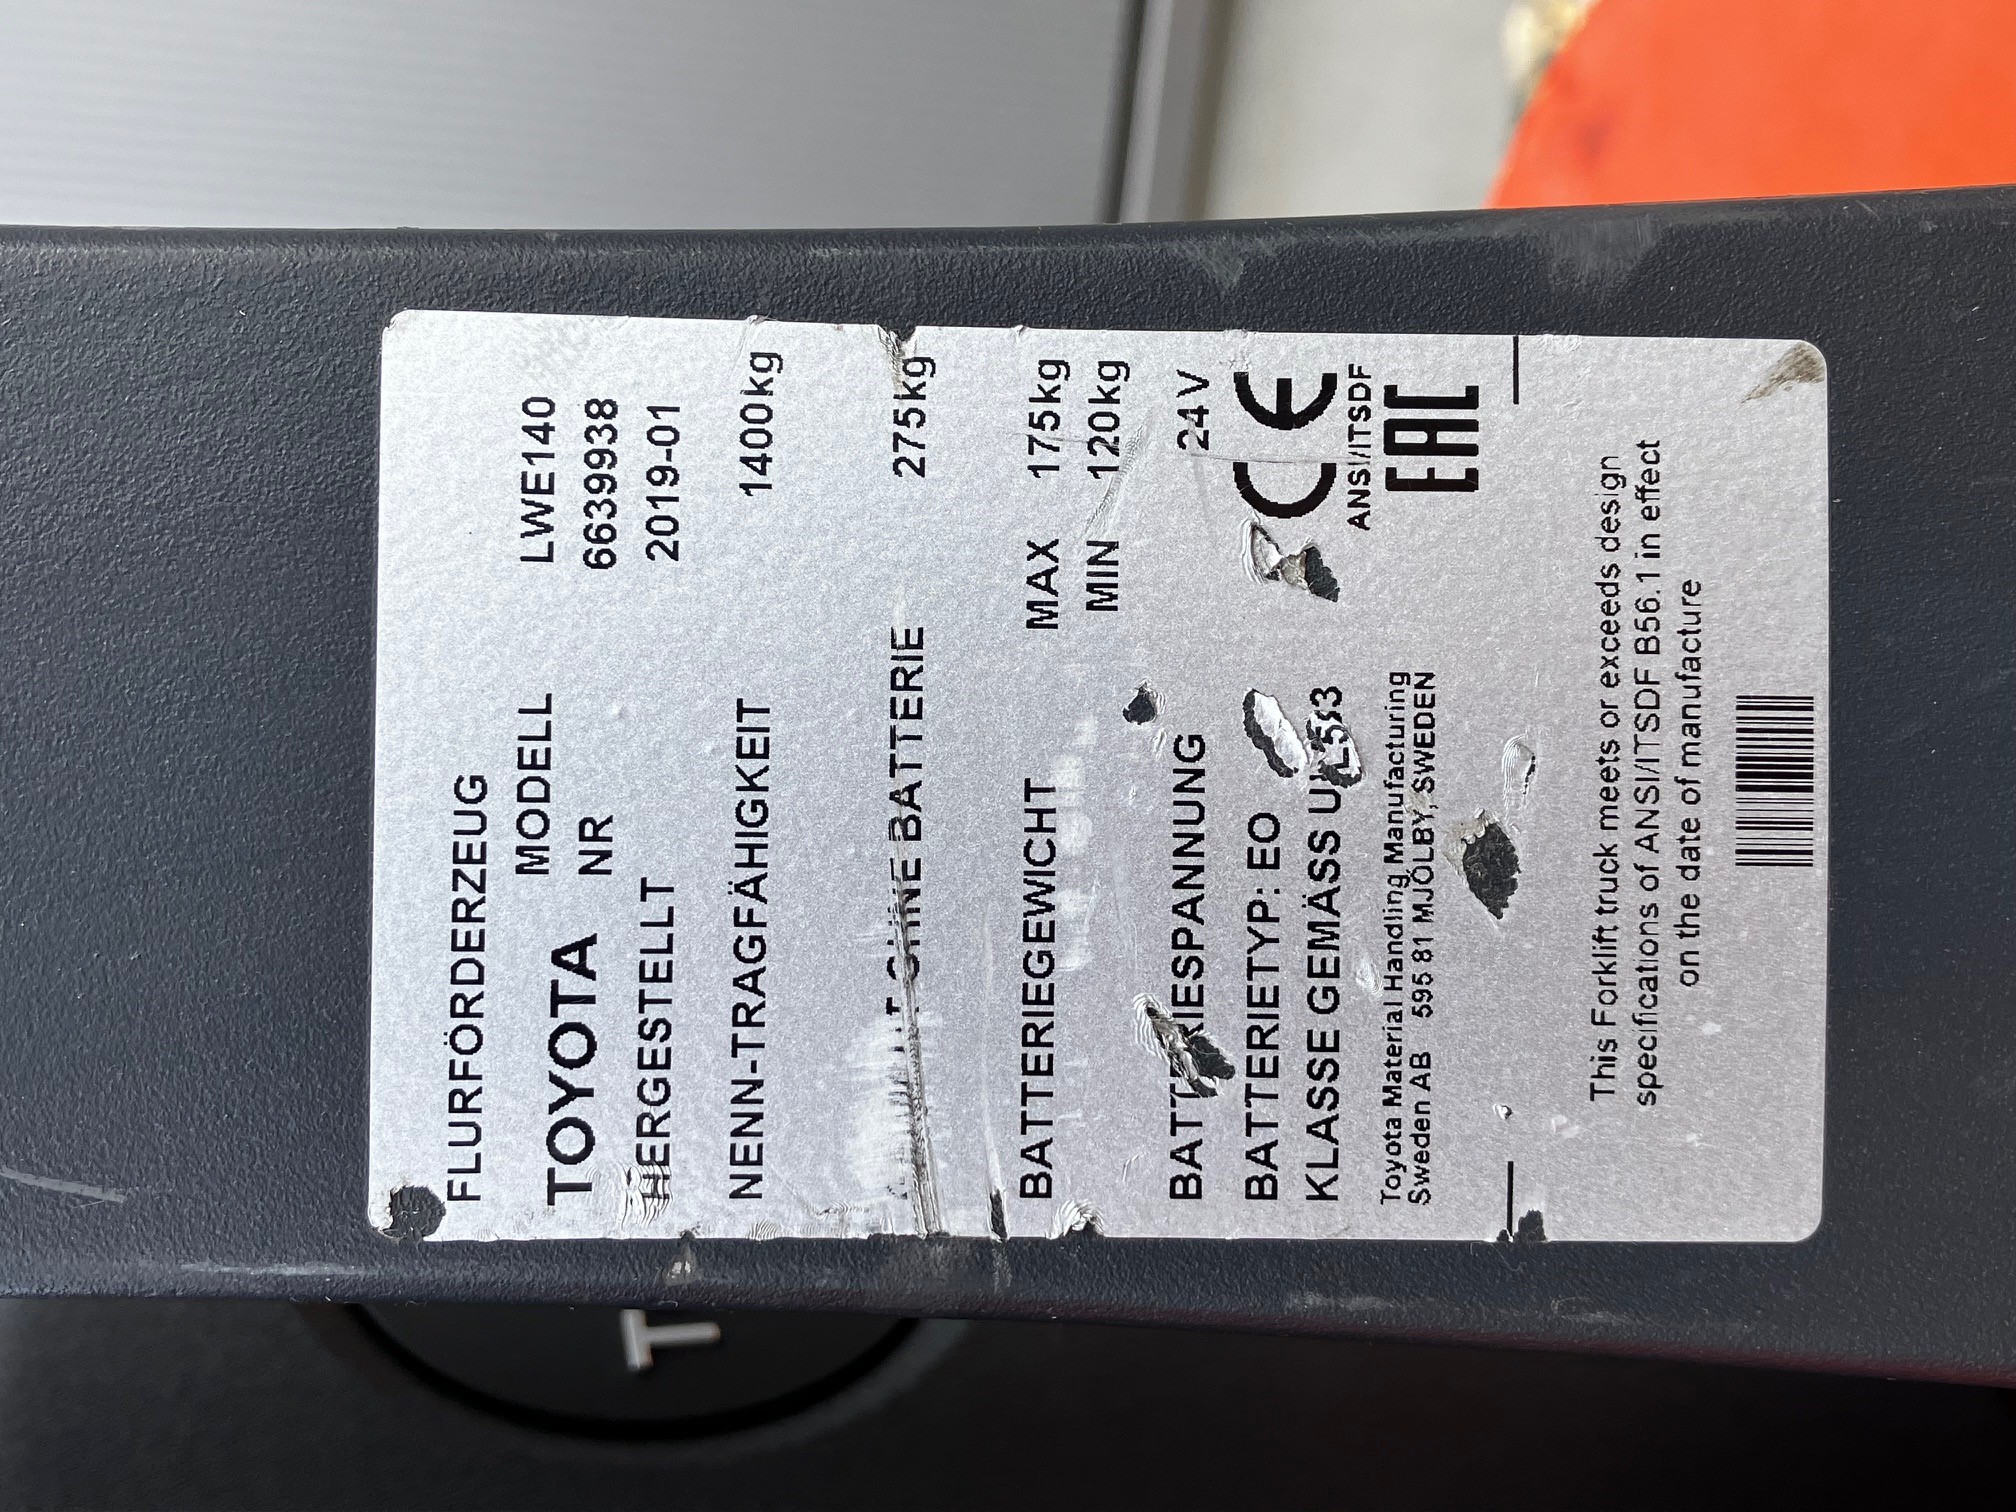 FLURFÖRDERZEUG
MODELL LWE140
TOYOTA NR 6639938
HERGESTELLT 2019-01
NENN-TRAGFÄHIGKEIT 1400kg
OHNE BATTERIE 275kg
BATTERIEGEWICHT MAX 175kg
MIN 120kg
BATTERIESPANNUNG 24V
BATTERIETYP: EO
KLASSE GEMÄSS
CE
ANSI/ITSDF
EAC
Toyota Material Handling Manufacturing
Sweden AB 595 81 MJÖLBY, SWEDEN
This Forklift truck meets or exceeds design
specifications of ANSI/ITSDF B56.1 in effect
on the date of manufacture
T